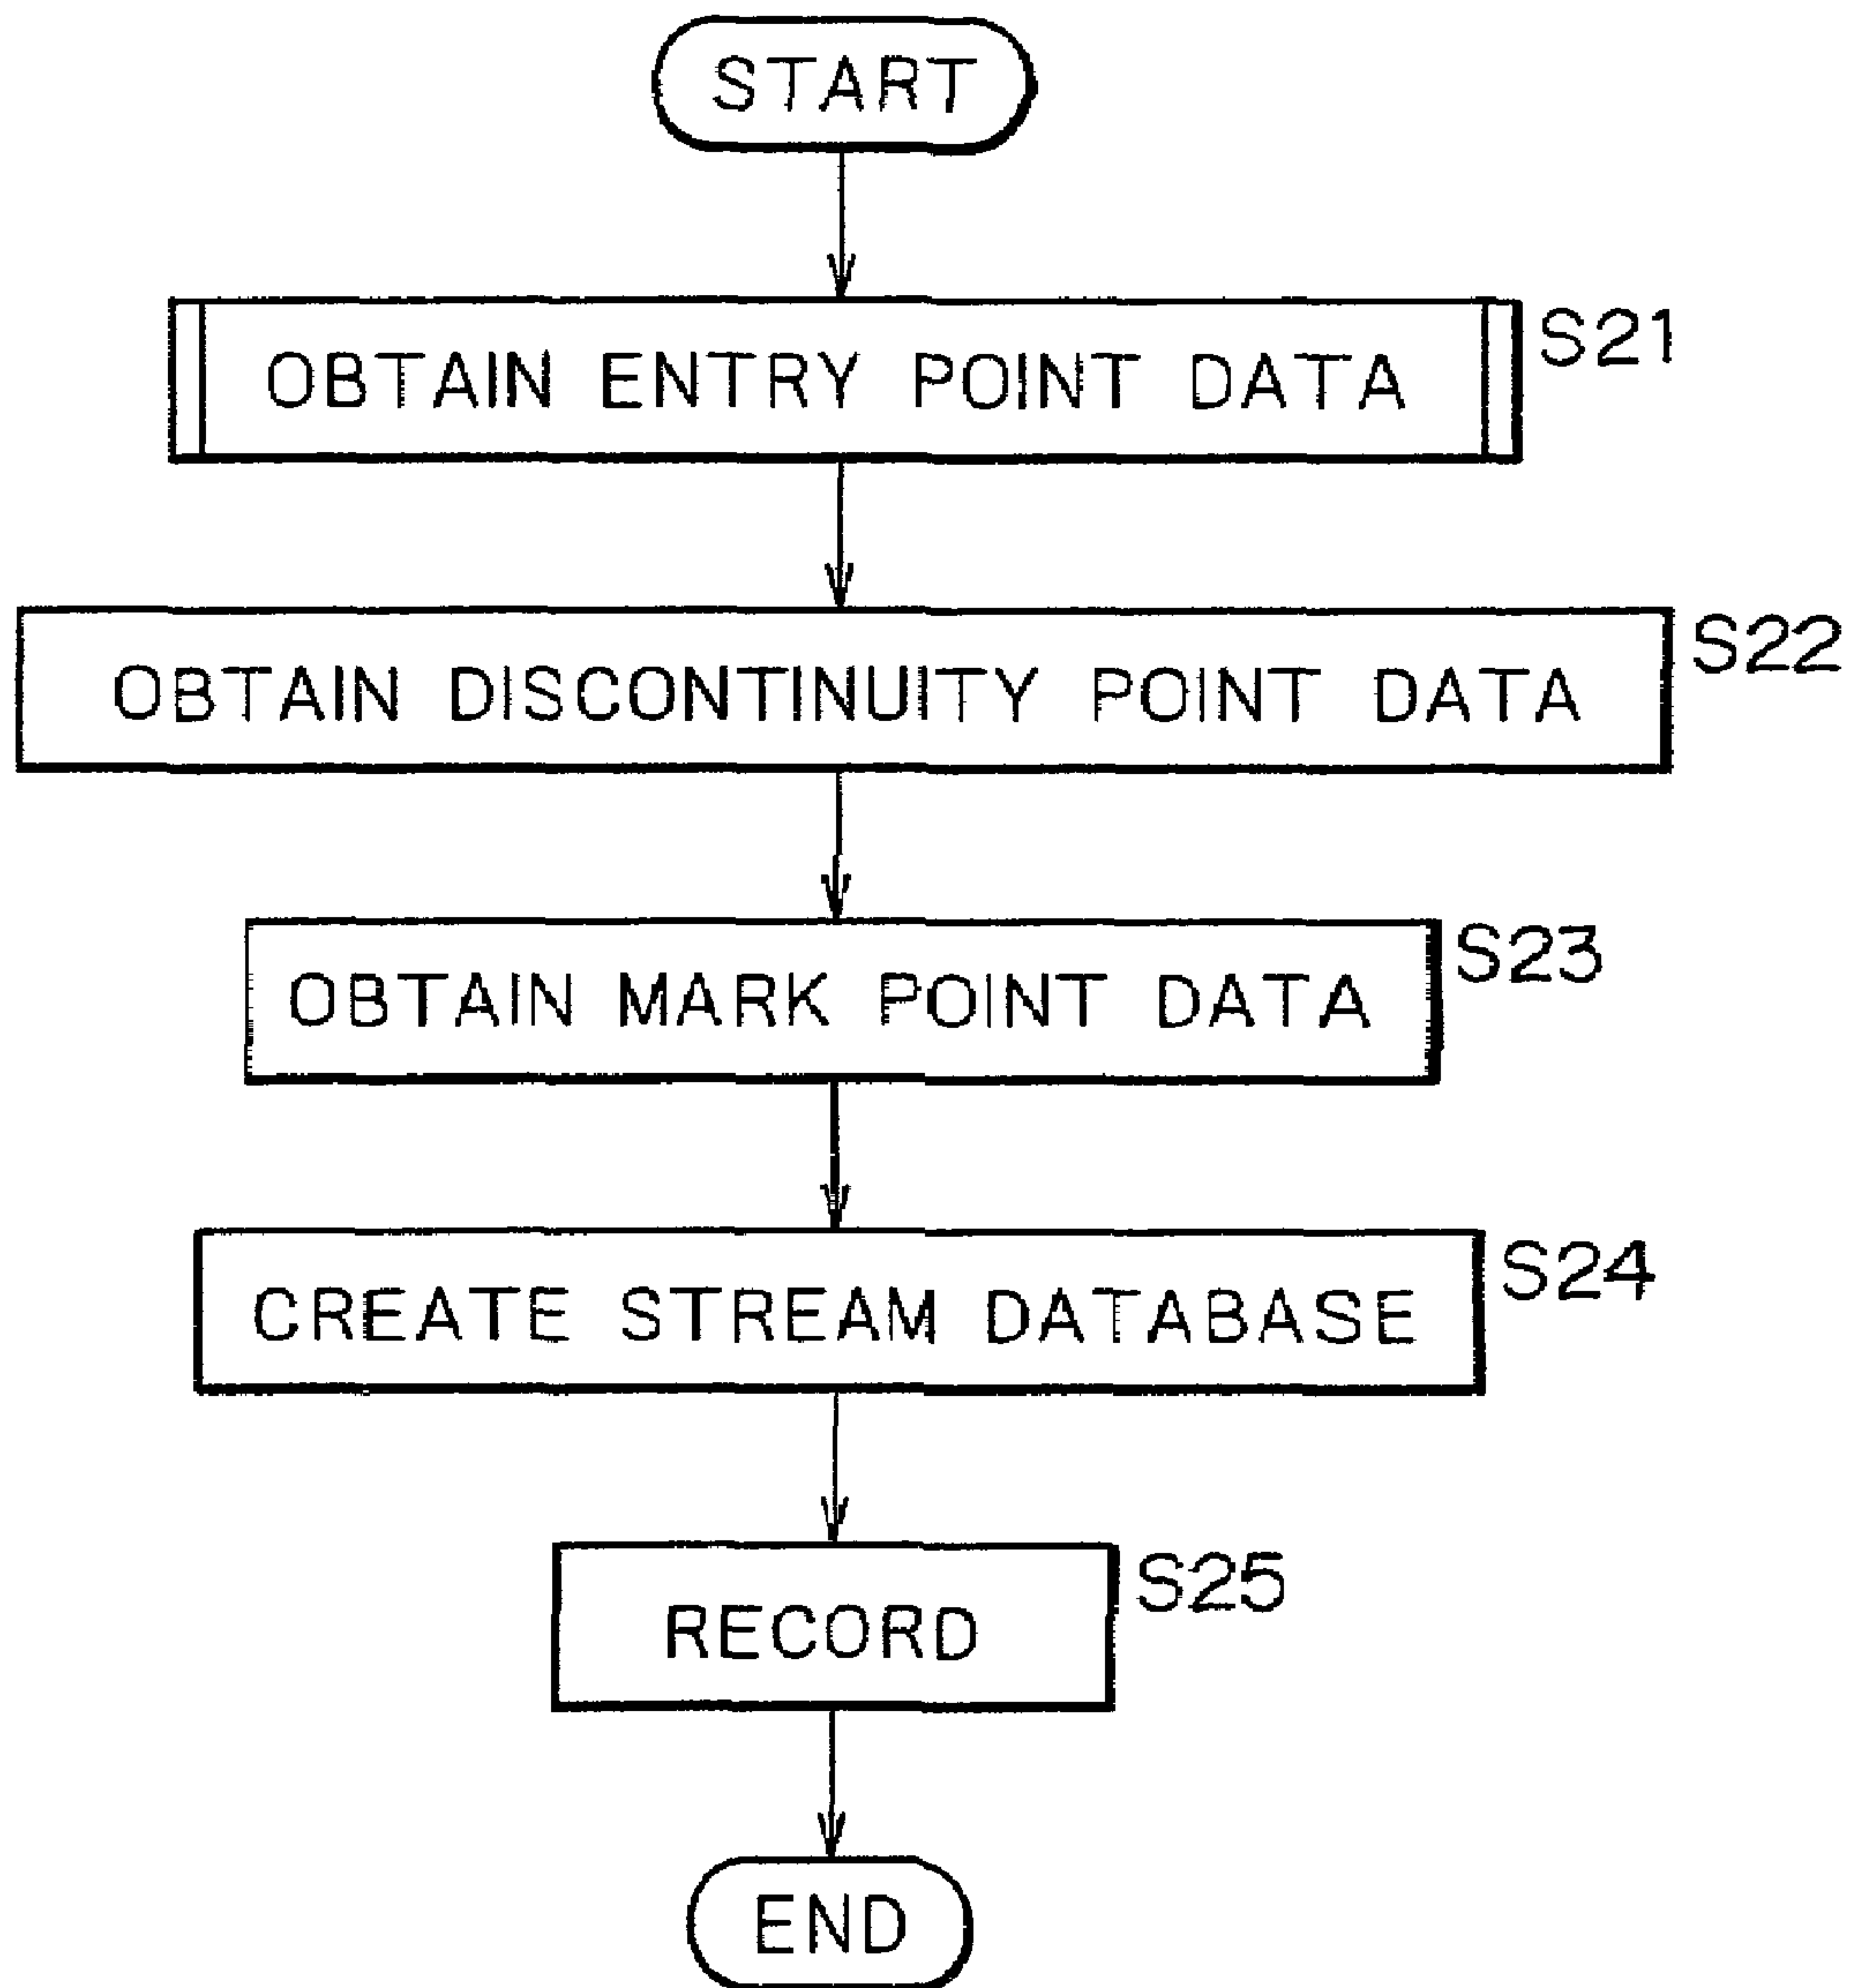 START
OBTAIN ENTRY POINT DATA
S21
OBTAIN DISCONTINUITY POINT DATA
S22
OBTAIN MARK POINT DATA
S23
CREATE STREAM DATABASE
S24
RECORD
S25
END